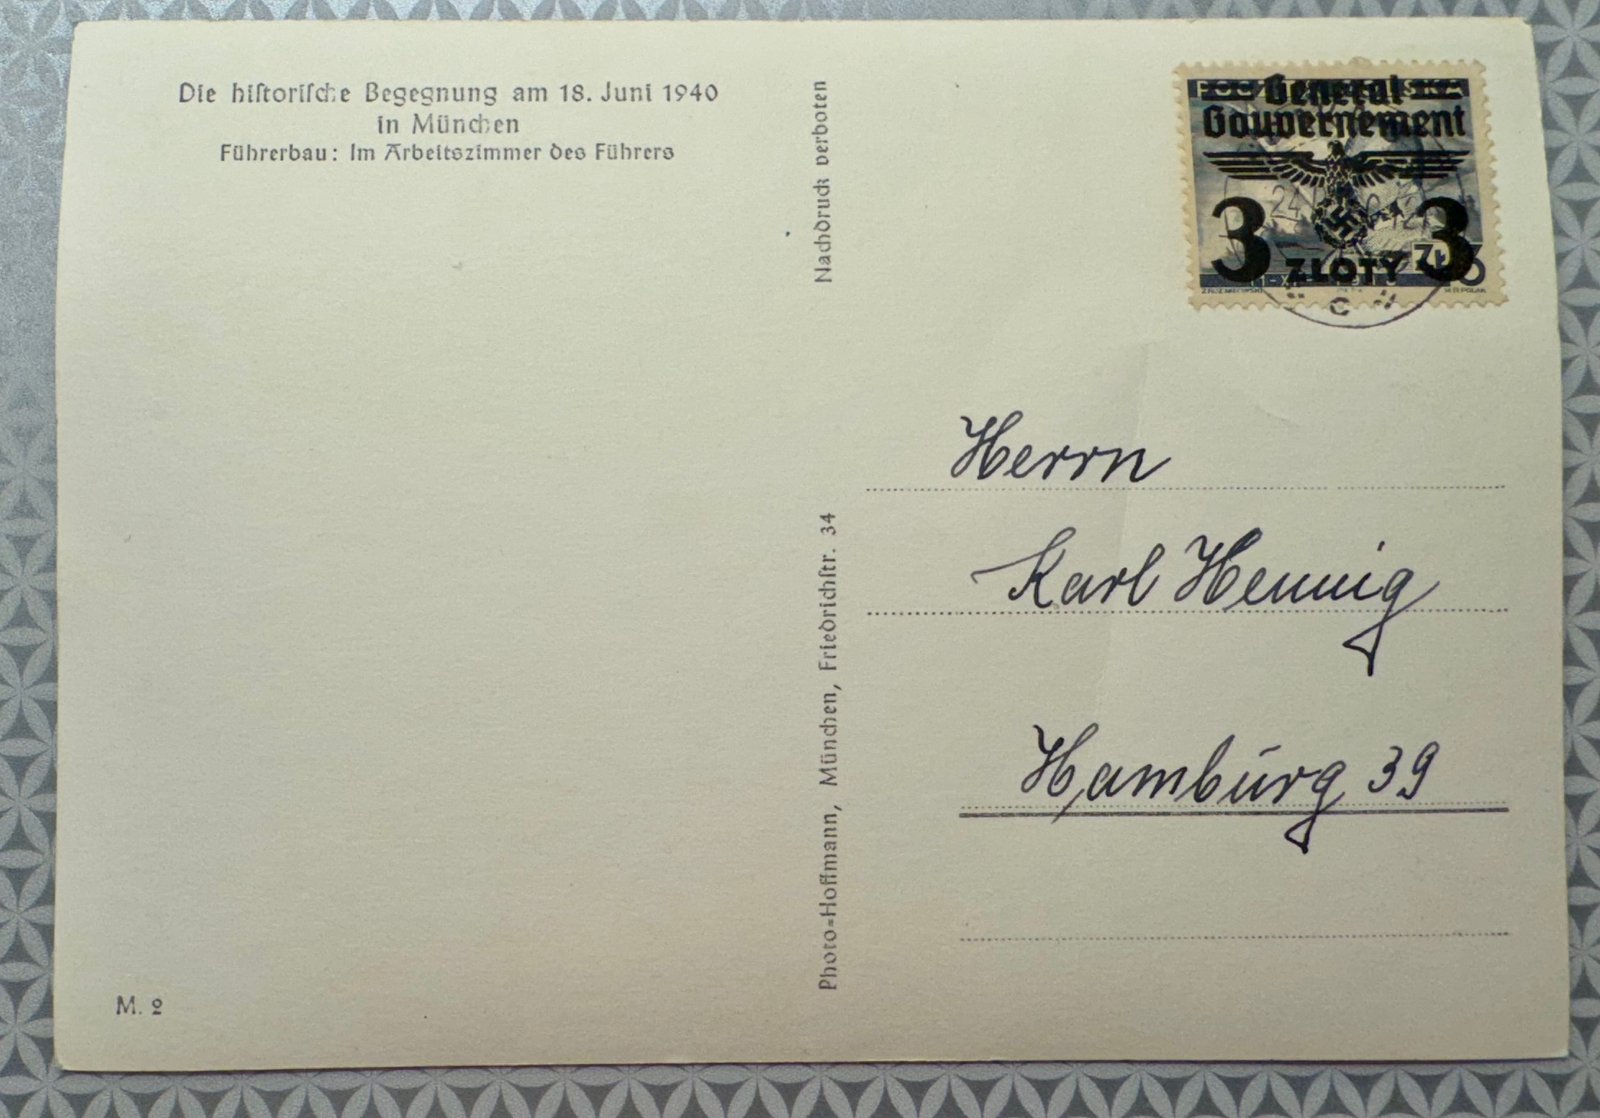 Die hiſtoriſche Begegnung am 18. Juni 1940
in München
Führerbau: Im Arbeitszimmer des Führers
M. 2
Nachdruck verboten
Photo-Hoffmann, München, Friedrichſtr. 34
General
Gouvernement
3 3
ZŁOTY
Herrn
Karl Hennig
Hamburg 39